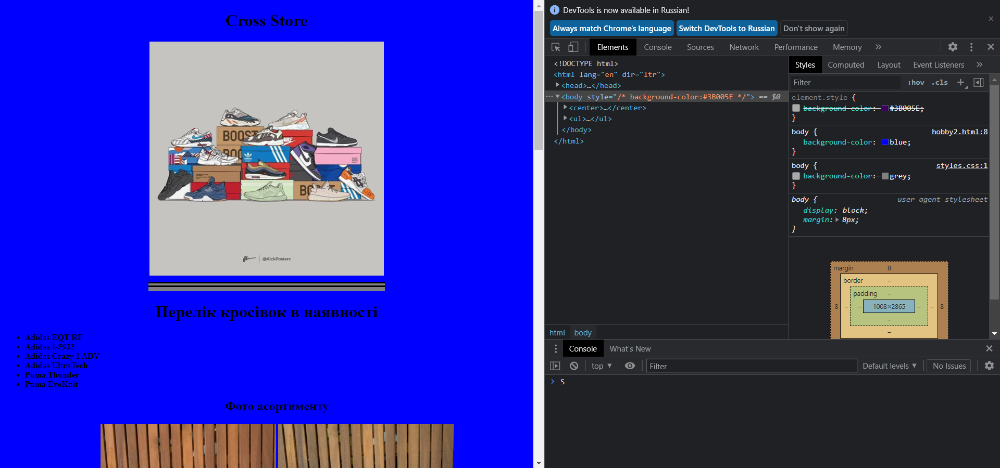 Cross Store
BOOST
NIKE
BOOST
adidas
BOOST
@KickPosters
Перелік кросівок в наявності
Adidas EQT RF
Adidas I-5923
Adidas Crazy 1 ADV
Adidas UltraTech
Puma Thunder
Puma EvoKnit
Фото асортименту
DevTools is now available in Russian!
Always match Chrome's language Switch DevTools to Russian Don't show again
Elements Console Sources Network Performance Memory
<!DOCTYPE html>
<html lang="en" dir="ltr">
<head>…</head>
<body style="/* background-color:#3B005E */"> == $0
<center>…</center>
<ul>…</ul>
</body>
</html>
html body
Styles Computed Layout Event Listeners
Filter :hov .cls
element.style {
background-color: #3B005E;
}
body { hobby2.html:8
background-color: blue;
}
body { styles.css:1
background-color: grey;
}
body { user agent stylesheet
display: block;
margin: 8px;
}
margin 8
border –
padding –
8 – – 1008×2865 – – 8
–
–
Console What's New
top Filter Default levels No Issues
S